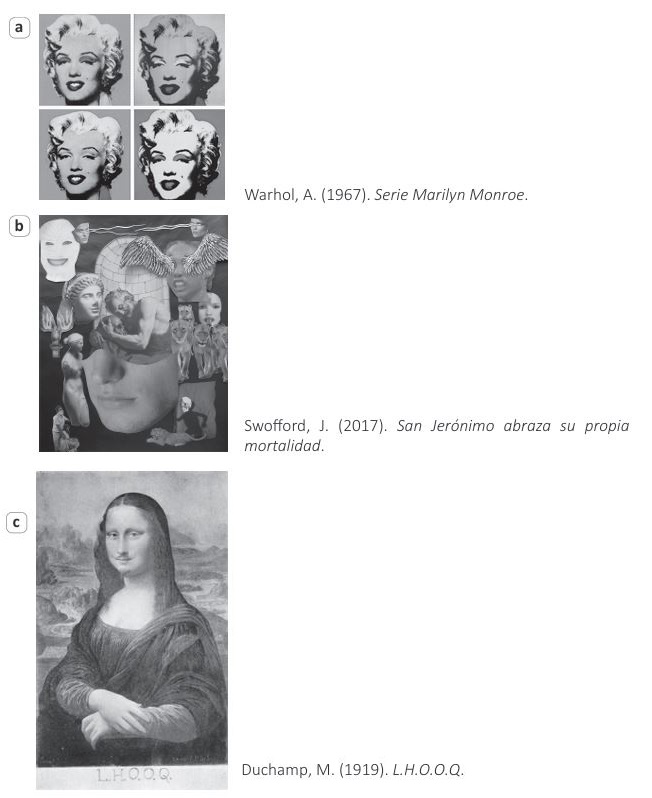 a
Warhol, A. (1967). Serie Marilyn Monroe.
b
Swofford, J. (2017). San Jerónimo abraza su propia
mortalidad.
c
L.H.O.O.Q.
Duchamp, M. (1919). L.H.O.O.Q.